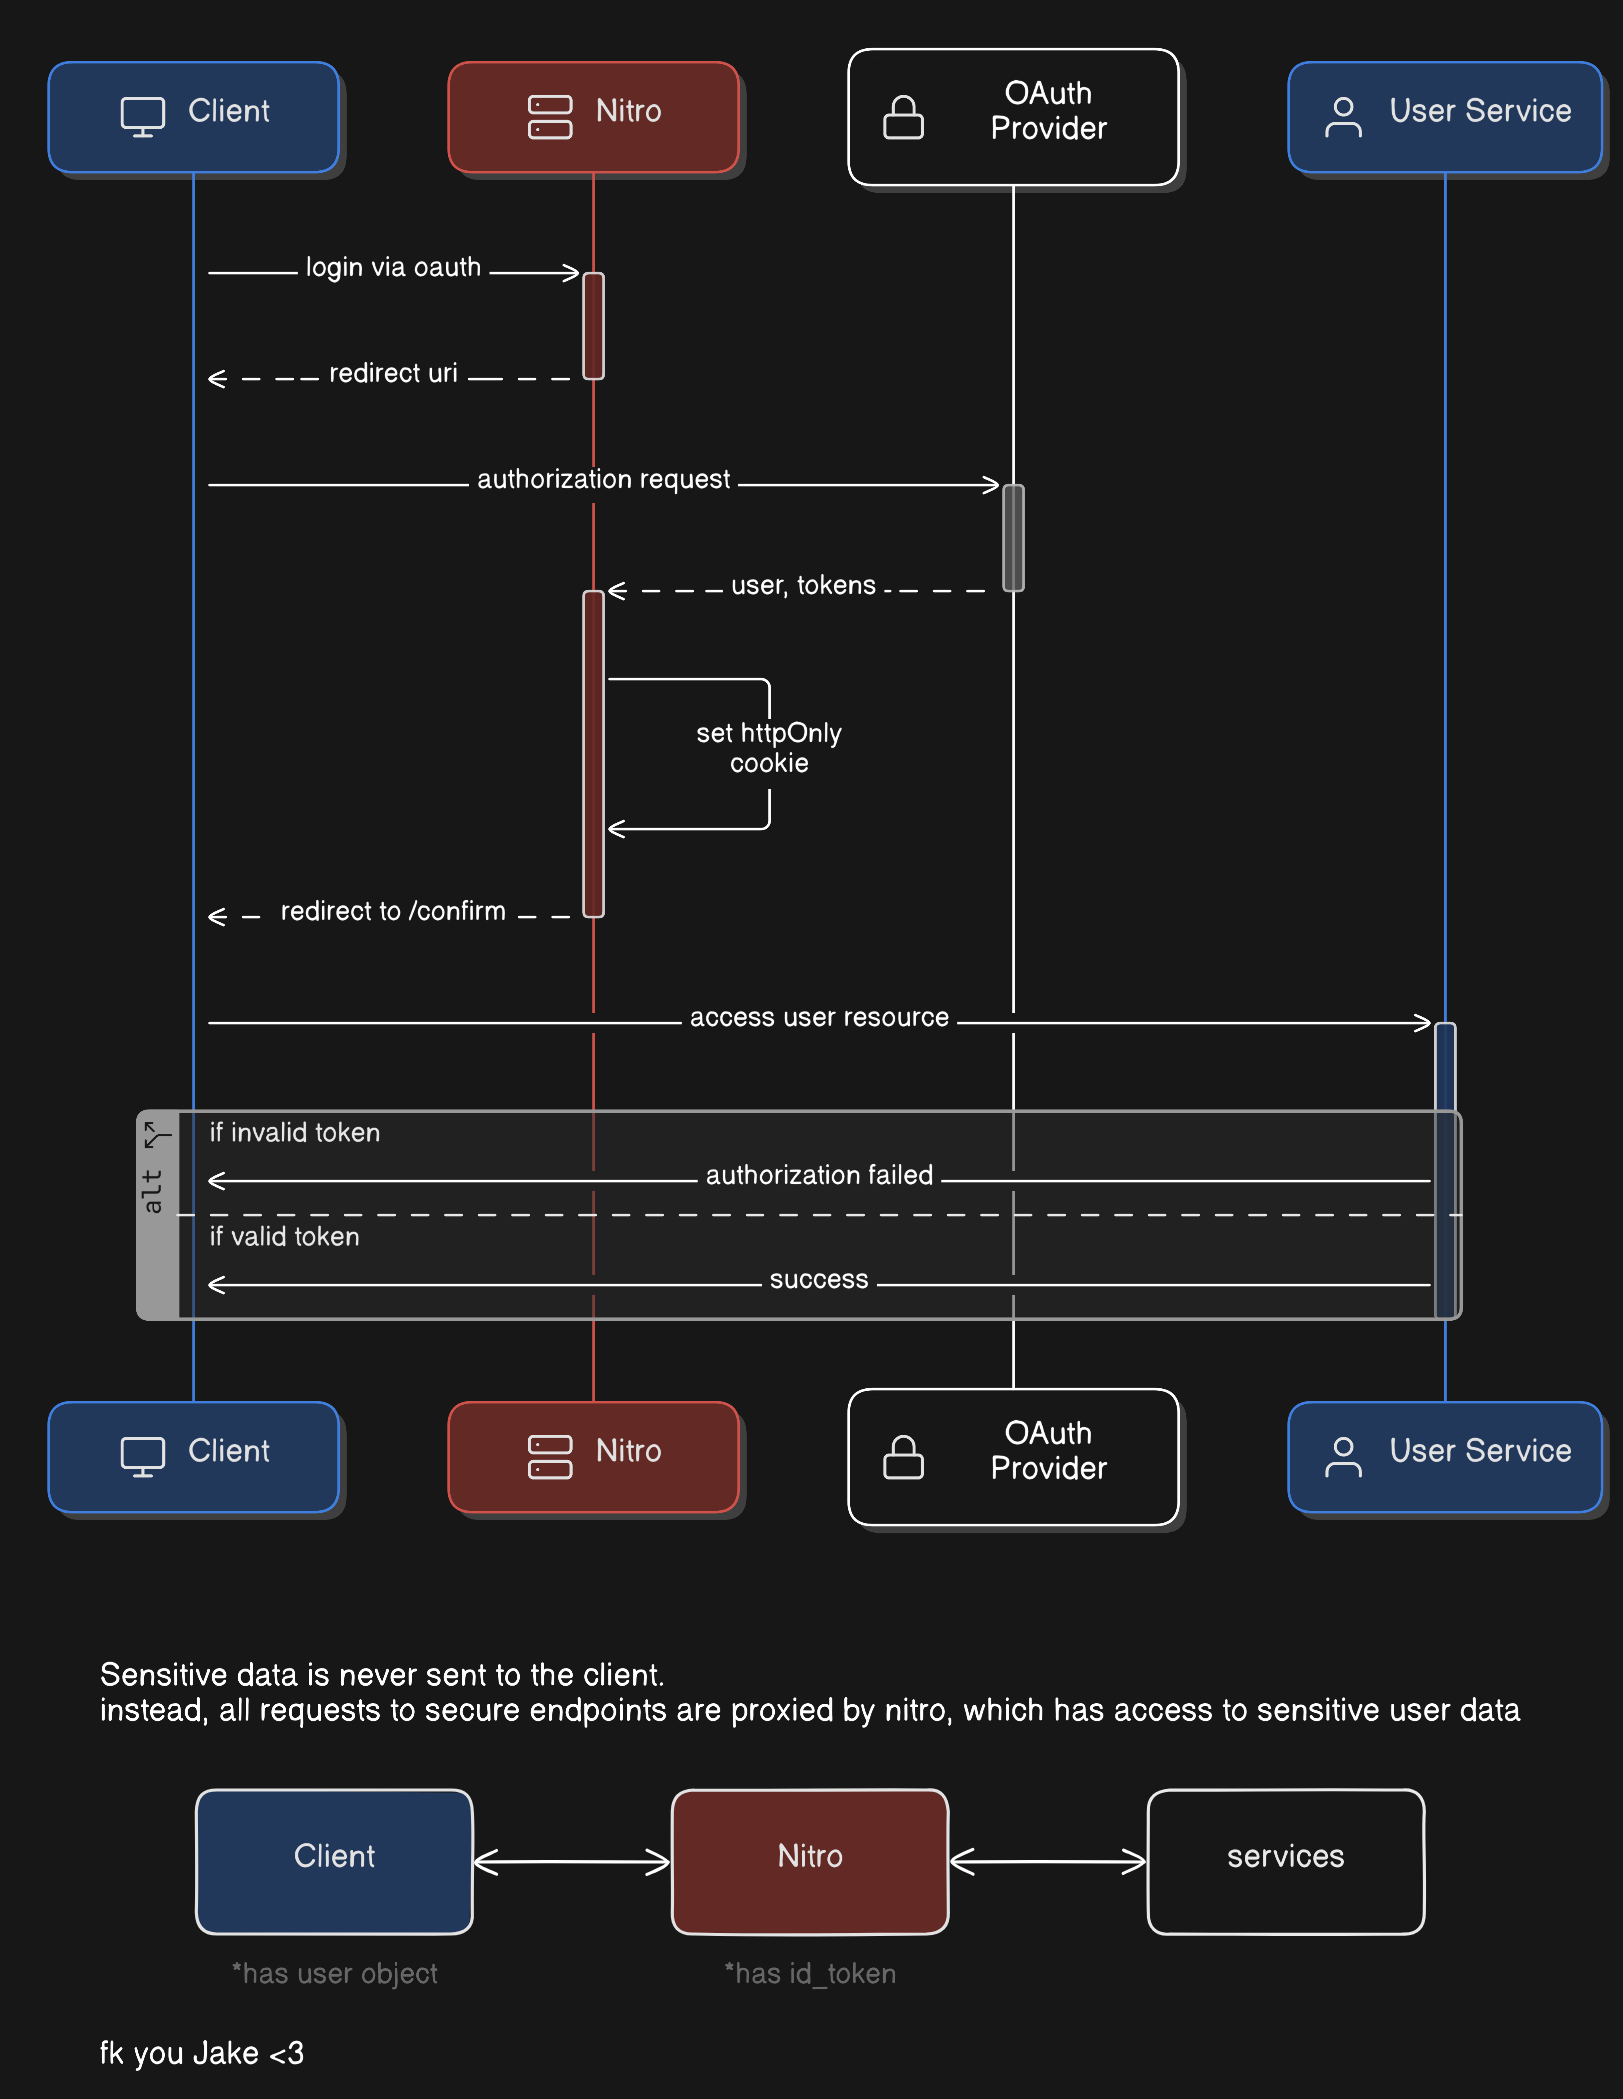 Client
Nitro
OAuth
Provider
User Service
login via oauth
redirect uri
authorization request
user, tokens
set httpOnly
cookie
redirect to /confirm
access user resource
alt
if invalid token
authorization failed
if valid token
success
Client
Nitro
OAuth
Provider
User Service
Sensitive data is never sent to the client.
instead, all requests to secure endpoints are proxied by nitro, which has access to sensitive user data
Client
Nitro
services
*has user object
*has id_token
fk you Jake <3